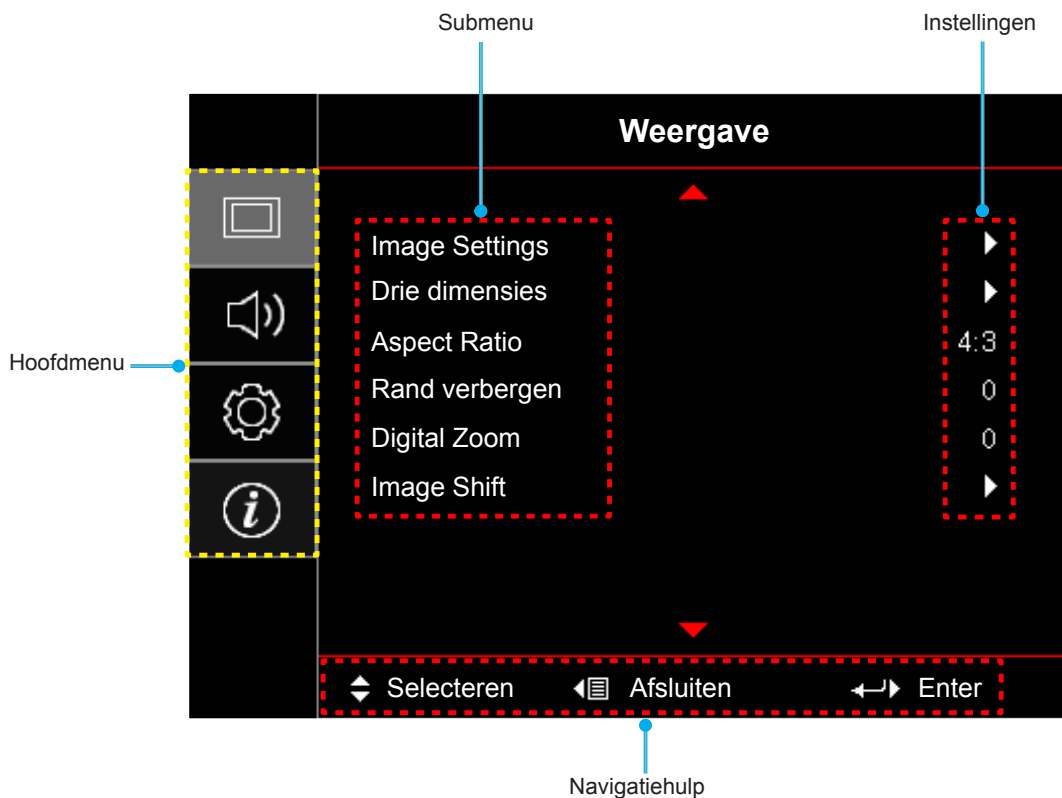 Submenu
Instellingen
Weergave
Image Settings
Drie dimensies
Aspect Ratio 4:3
Rand verbergen 0
Digital Zoom 0
Image Shift
Hoofdmenu
Selecteren Afsluiten Enter
Navigatiehulp